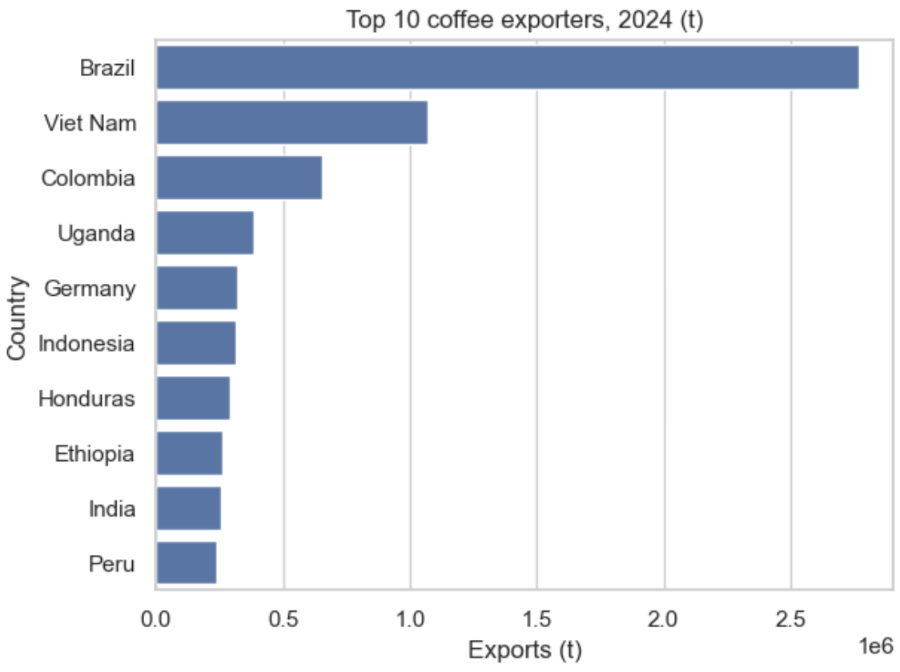 Top 10 coffee exporters, 2024 (t)
Country
Brazil
Viet Nam
Colombia
Uganda
Germany
Indonesia
Honduras
Ethiopia
India
Peru
0.0 0.5 1.0 1.5 2.0 2.5
Exports (t)
1e6